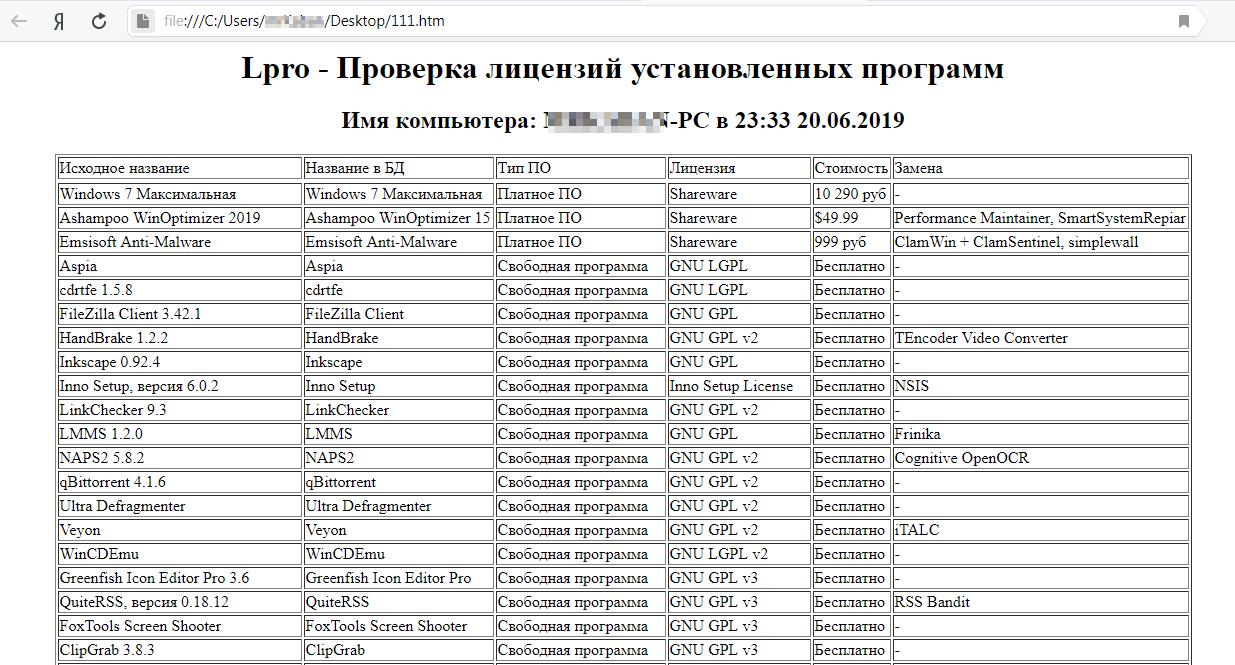 Я file:///C:/Users/ /Desktop/111.htm
Lpro - Проверка лицензий установленных программ
Имя компьютера: N-PC в 23:33 20.06.2019
Исходное название Название в БД Тип ПО Лицензия Стоимость Замена
Windows 7 Максимальная Windows 7 Максимальная Платное ПО Shareware 10 290 руб -
Ashampoo WinOptimizer 2019 Ashampoo WinOptimizer 15 Платное ПО Shareware $49.99 Performance Maintainer, SmartSystemRepiar
Emsisoft Anti-Malware Emsisoft Anti-Malware Платное ПО Shareware 999 руб ClamWin + ClamSentinel, simplewall
Aspia Aspia Свободная программа GNU LGPL Бесплатно -
cdrtfe 1.5.8 cdrtfe Свободная программа GNU LGPL Бесплатно -
FileZilla Client 3.42.1 FileZilla Client Свободная программа GNU GPL Бесплатно -
HandBrake 1.2.2 HandBrake Свободная программа GNU GPL v2 Бесплатно TEncoder Video Converter
Inkscape 0.92.4 Inkscape Свободная программа GNU GPL Бесплатно -
Inno Setup, версия 6.0.2 Inno Setup Свободная программа Inno Setup License Бесплатно NSIS
LinkChecker 9.3 LinkChecker Свободная программа GNU GPL v2 Бесплатно -
LMMS 1.2.0 LMMS Свободная программа GNU GPL Бесплатно Frinika
NAPS2 5.8.2 NAPS2 Свободная программа GNU GPL v2 Бесплатно Cognitive OpenOCR
qBittorrent 4.1.6 qBittorrent Свободная программа GNU GPL v2 Бесплатно -
Ultra Defragmenter Ultra Defragmenter Свободная программа GNU GPL v2 Бесплатно -
Veyon Veyon Свободная программа GNU GPL v2 Бесплатно iTALC
WinCDEmu WinCDEmu Свободная программа GNU LGPL v2 Бесплатно -
Greenfish Icon Editor Pro 3.6 Greenfish Icon Editor Pro Свободная программа GNU GPL v3 Бесплатно -
QuiteRSS, версия 0.18.12 QuiteRSS Свободная программа GNU GPL v3 Бесплатно RSS Bandit
FoxTools Screen Shooter FoxTools Screen Shooter Свободная программа GNU GPL v3 Бесплатно -
ClipGrab 3.8.3 ClipGrab Свободная программа GNU GPL v3 Бесплатно -